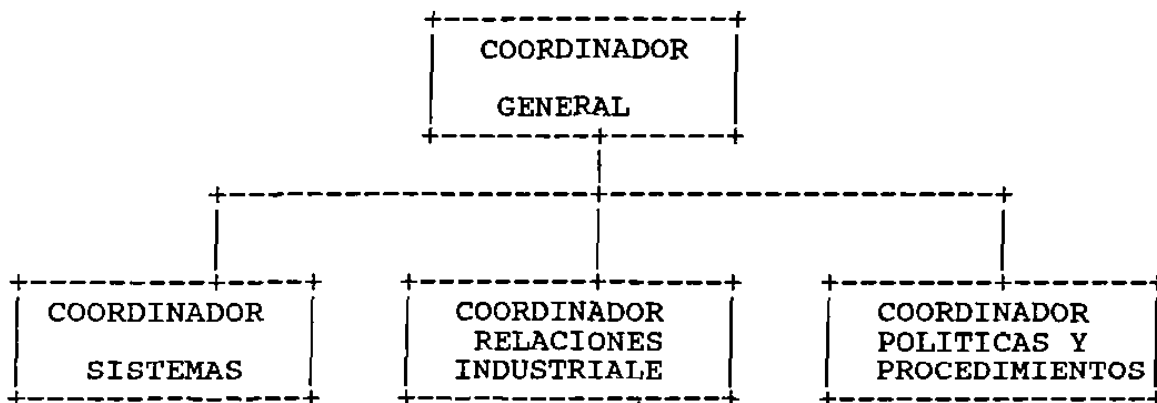 COORDINADOR
GENERAL
COORDINADOR
SISTEMAS
COORDINADOR
RELACIONES
INDUSTRIALE
COORDINADOR
POLITICAS Y
PROCEDIMIENTOS